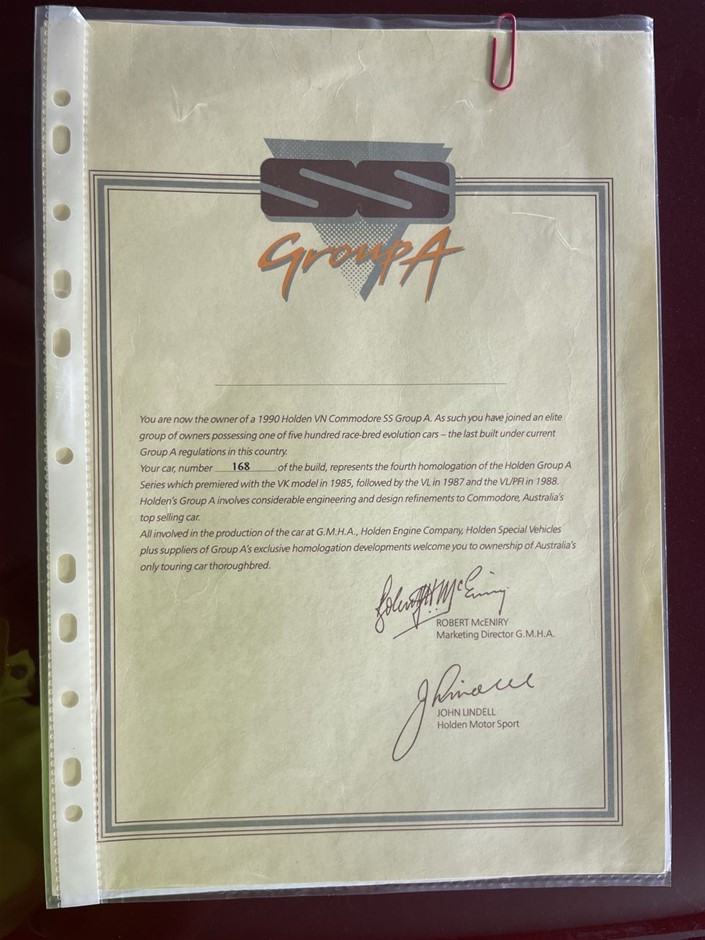 SS
Group A
You are now the owner of a 1990 Holden VN Commodore SS Group A. As such you have joined an elite
group of owners possessing one of five hundred race-bred evolution cars – the last built under current
Group A regulations in this country.
Your car, number 168 of the build, represents the fourth homologation of the Holden Group A
Series which premiered with the VK model in 1985, followed by the VL in 1987 and the VL/PFI in 1988.
Holden's Group A involves considerable engineering and design refinements to Commodore, Australia's
top selling car.
All involved in the production of the car at G.M.H.A., Holden Engine Company, Holden Special Vehicles
plus suppliers of Group A's exclusive homologation developments welcome you to ownership of Australia's
only touring car thoroughbred.
Robert H. McEniry
ROBERT McENIRY
Marketing Director G.M.H.A.
J Lindell
JOHN LINDELL
Holden Motor Sport